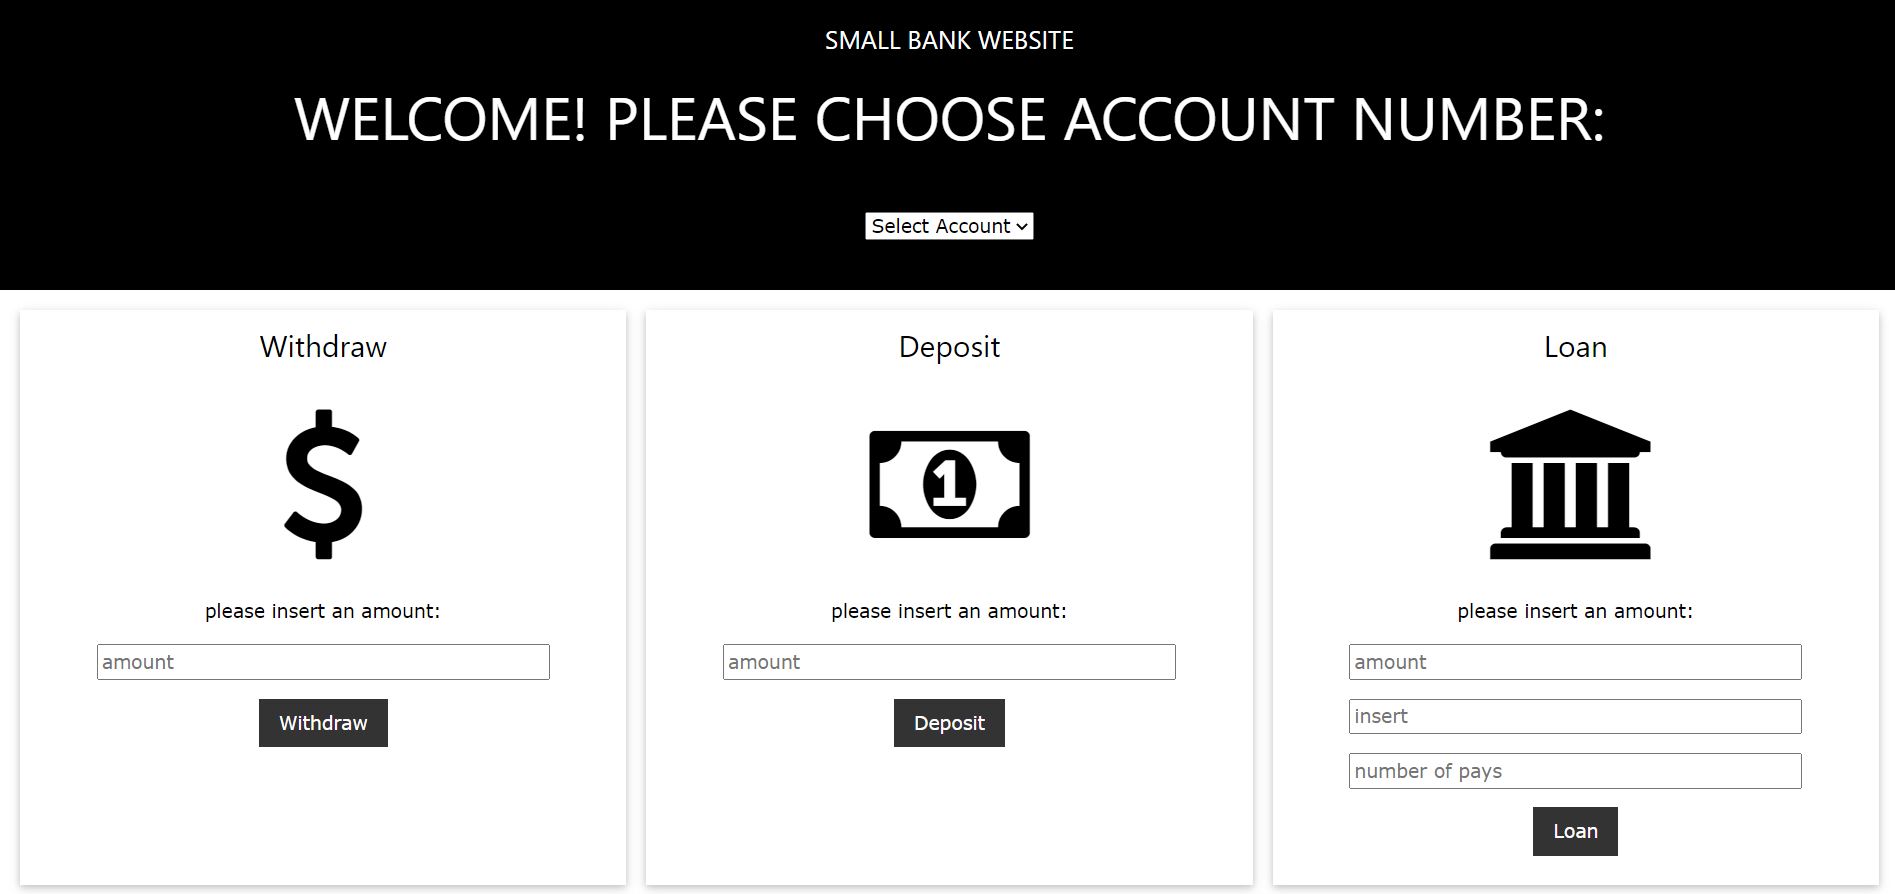 SMALL BANK WEBSITE
WELCOME! PLEASE CHOOSE ACCOUNT NUMBER:
Select Account
Withdraw
please insert an amount:
amount
Withdraw
Deposit
1
please insert an amount:
amount
Deposit
Loan
please insert an amount:
amount
insert
number of pays
Loan